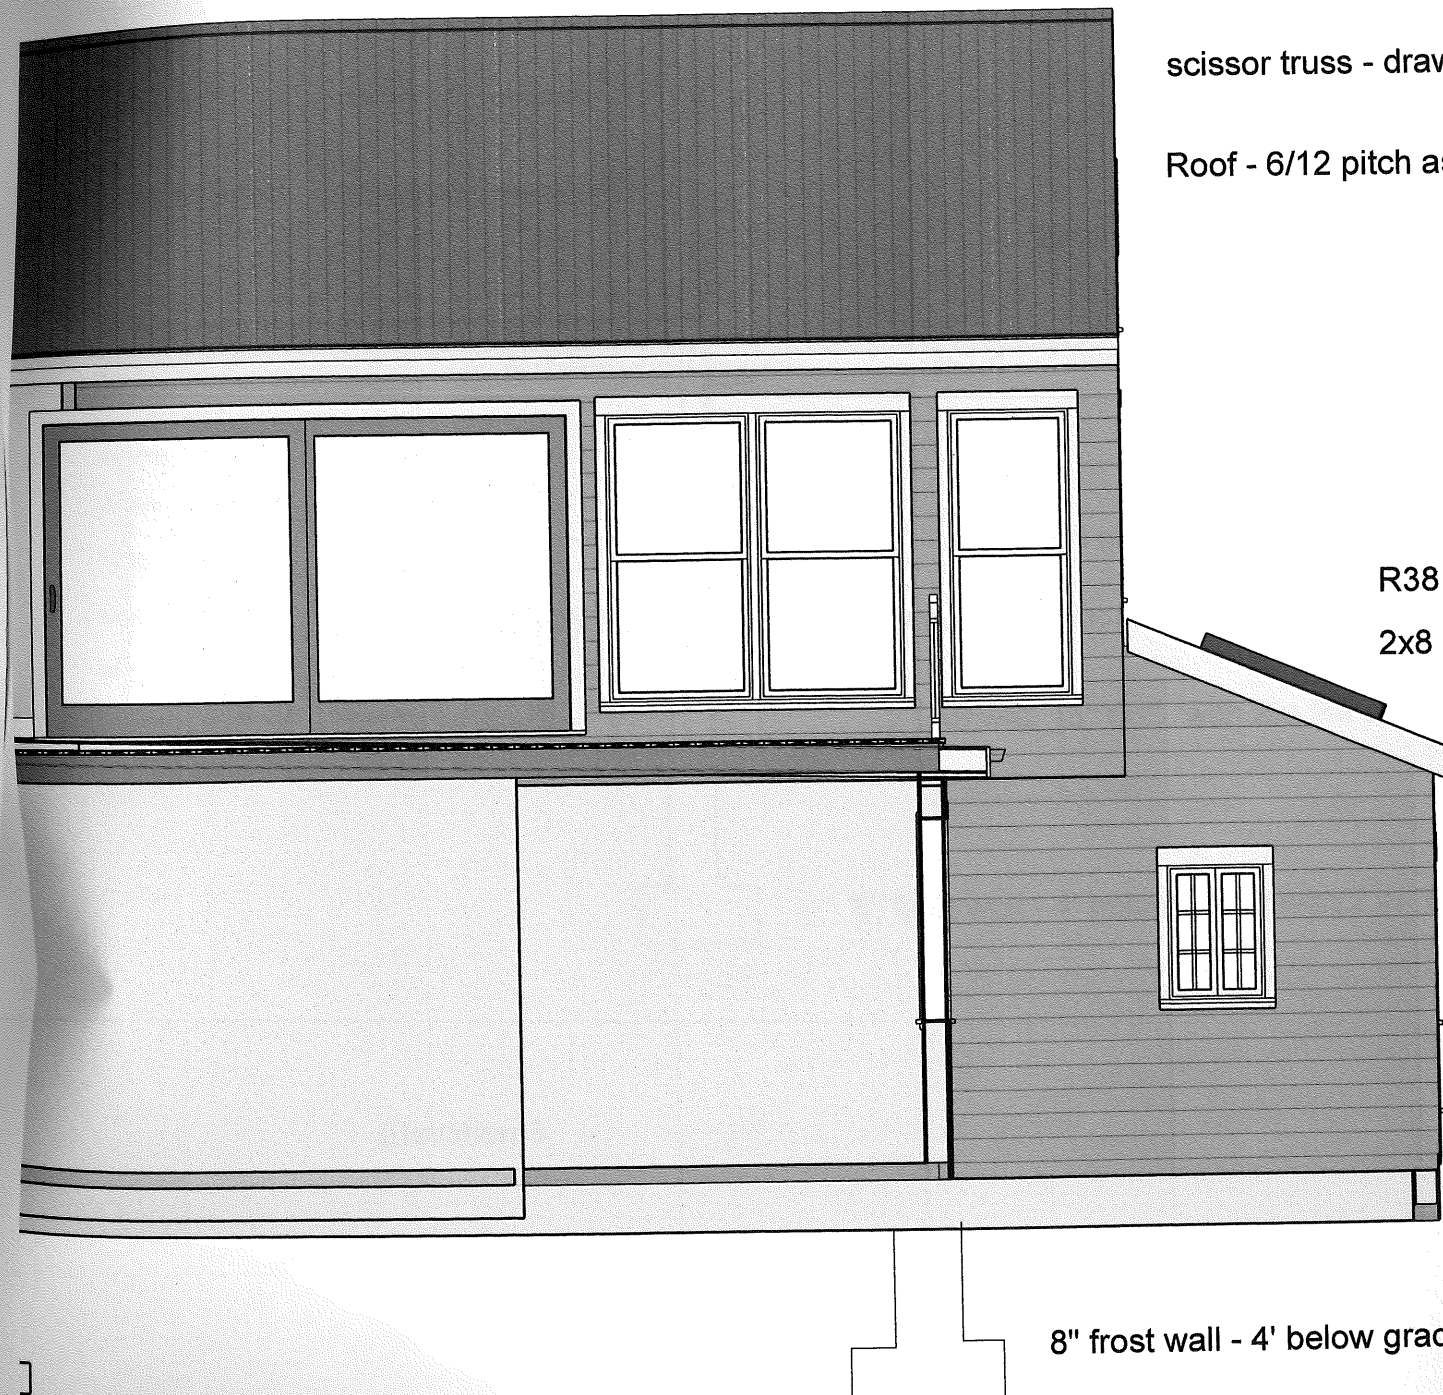 scissor truss - draw
Roof - 6/12 pitch as
R38
2x8
8" frost wall - 4' below grad